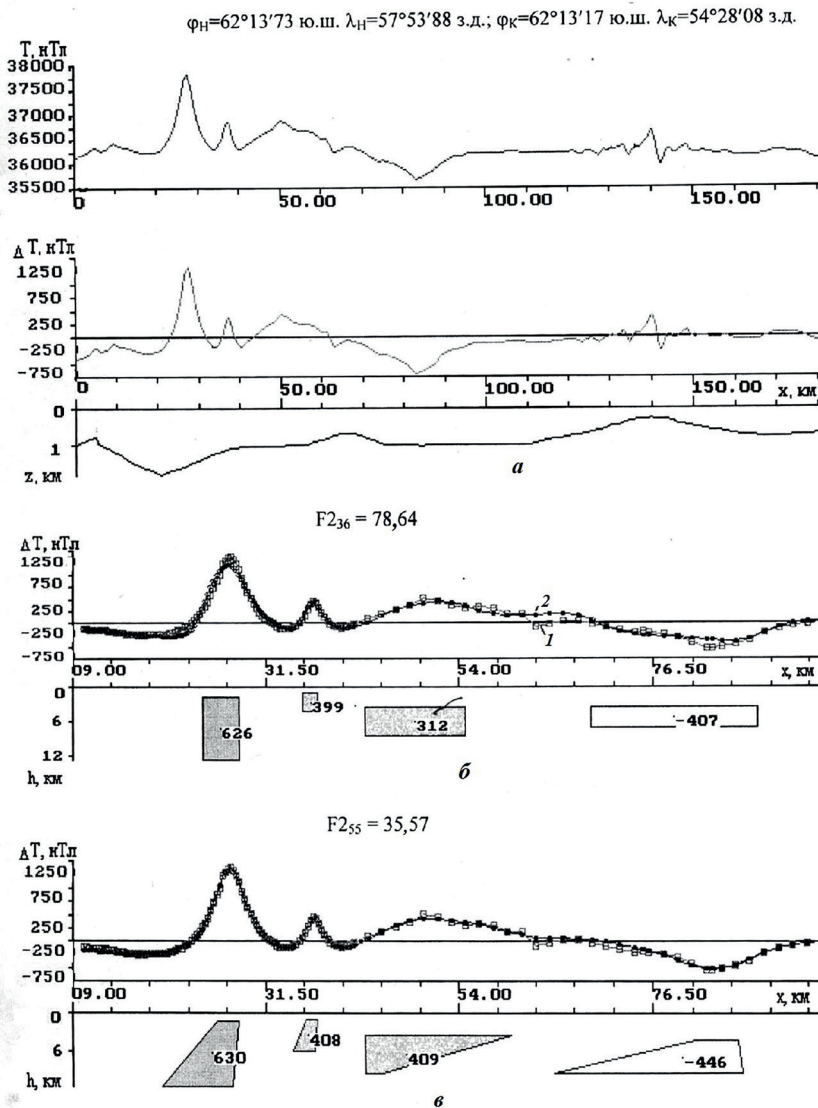 φН=62°13′73 ю.ш. λН=57°53′88 з.д.; φК=62°13′17 ю.ш. λК=54°28′08 з.д.
T, нТл
38000
37500
37000
36500
36000
35500
0 50.00 100.00 150.00
Δ T, нТл
1250
750
250
-250
-750
0 50.00 100.00 150.00
x, км
0
1
z, км
а
F2₃₆ = 78,64
ΔT, нТл
1250
750
250
-250
-750
2
1
09.00 31.50 54.00 76.50 x, км
0
6
12
h, км
626 399 312 -407
б
F2₅₅ = 35,57
ΔT, нТл
1250
750
250
-250
-750
09.00 31.50 54.00 76.50 x, км
0
6
h, км
630 408 409 -446
в